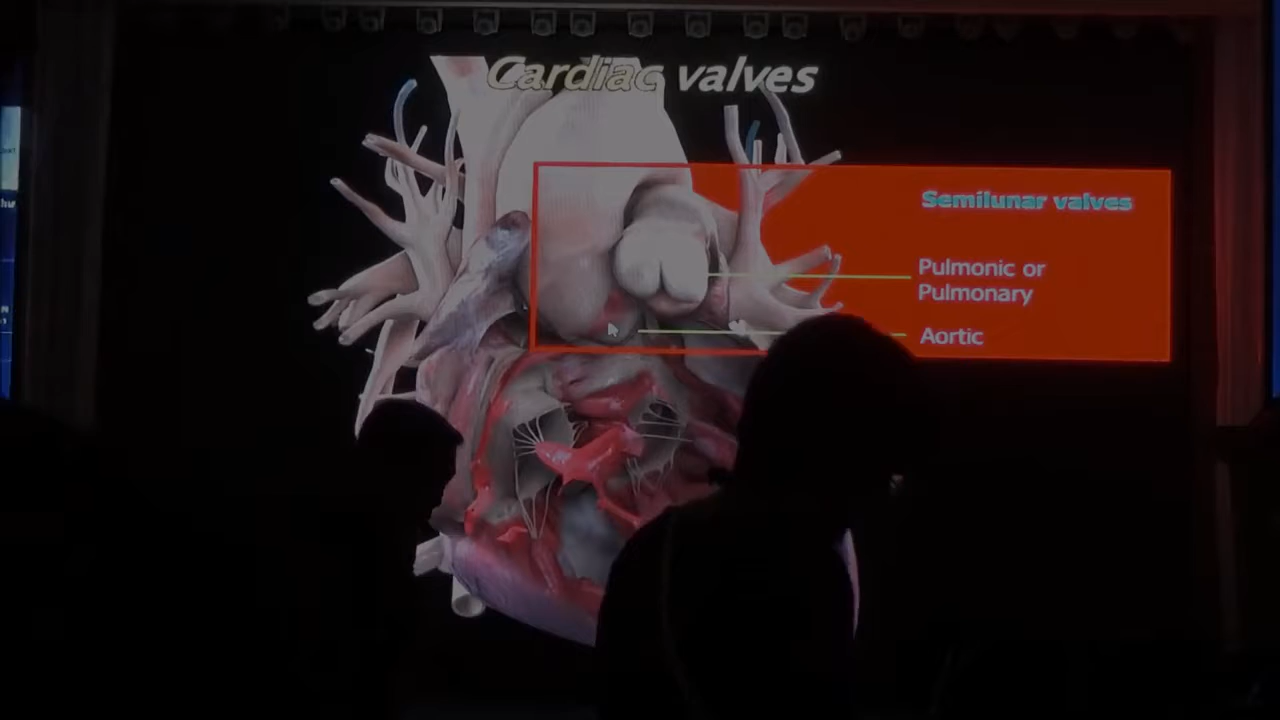 Cardiac valves
Semilunar valves
Pulmonic or
Pulmonary
Aortic